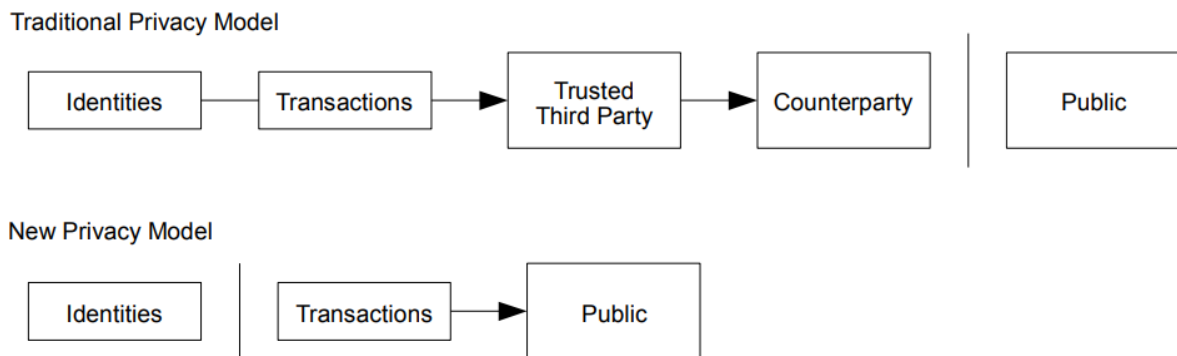 Traditional Privacy Model
Identities
Transactions
Trusted
Third Party
Counterparty
Public
New Privacy Model
Identities
Transactions
Public